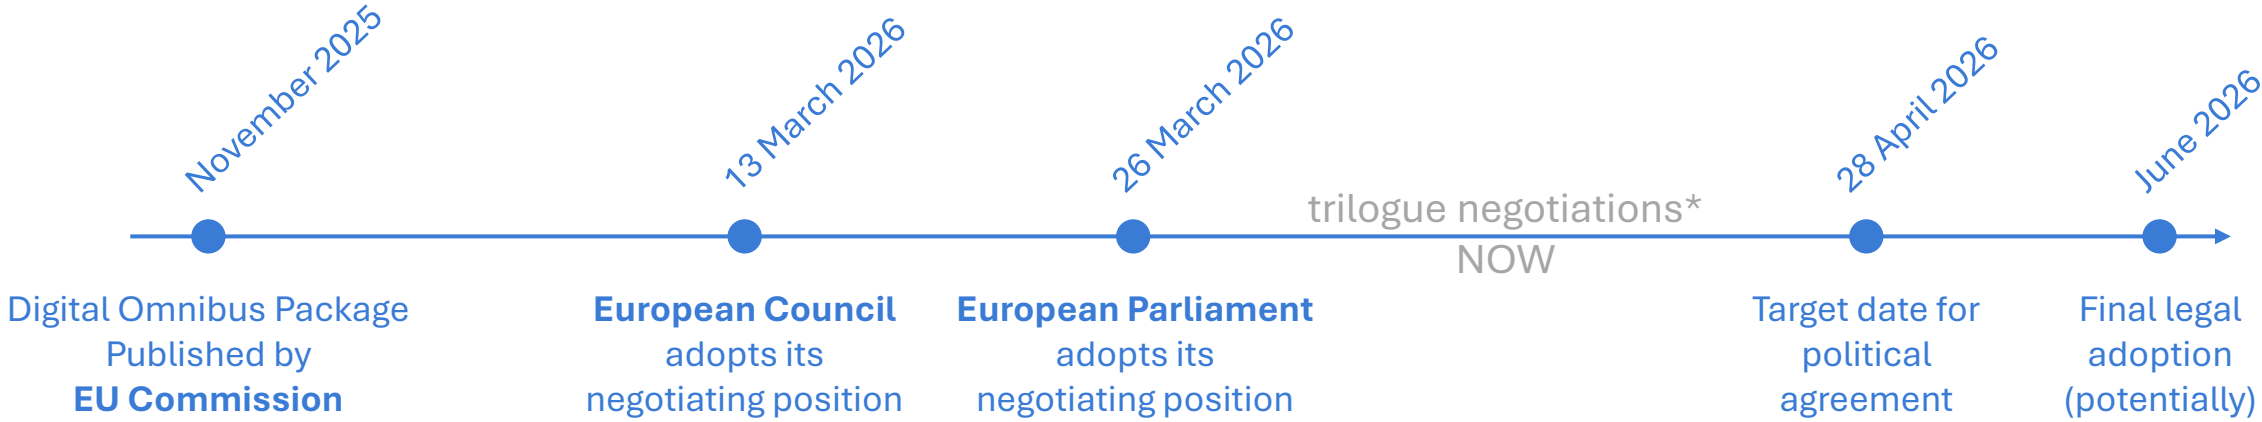 November 2025
13 March 2026
26 March 2026
28 April 2026
June 2026
trilogue negotiations*
NOW
Digital Omnibus Package
Published by
EU Commission
European Council
adopts its
negotiating position
European Parliament
adopts its
negotiating position
Target date for
political
agreement
Final legal
adoption
(potentially)